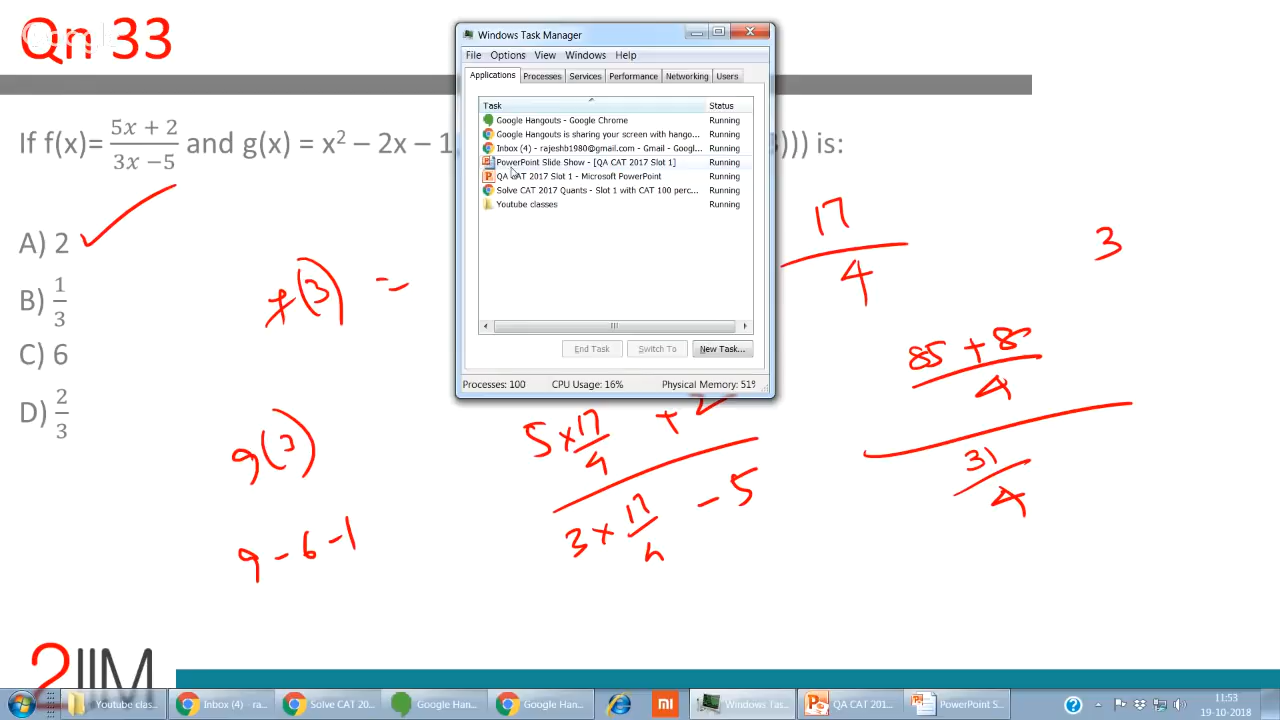 Qn 33
Google
Windows Task Manager
File Options View Windows Help
Applications Processes Services Performance Networking Users
Task Status
Google Hangouts - Google Chrome Running
Google Hangouts is sharing your screen with hango... Running
Inbox (4) - rajeshb1980@gmail.com - Gmail - Googl... Running
PowerPoint Slide Show - [QA CAT 2017 Slot 1] Running
QA CAT 2017 Slot 1 - Microsoft PowerPoint Running
Solve CAT 2017 Quants - Slot 1 with CAT 100 perc... Running
Youtube classes Running
End Task Switch To New Task...
Processes: 100 CPU Usage: 16% Physical Memory: 51%
If f(x)= (5x + 2)/(3x −5) and g(x) = x² − 2x − 1 ))) is:
A) 2
B) 1/3
C) 6
D) 2/3
f(3) =
17/4
3
g(3)
9 - 6 - 1
5 × 17/4 + 2
3 × 17/4 - 5
85 + 8
4
31/4
2IIM
Youtube clas... Inbox (4) - ra... Solve CAT 20... Google Han... Google Han... mi Windows Tas... QA CAT 201... PowerPoint S...
11:53
19-10-2018